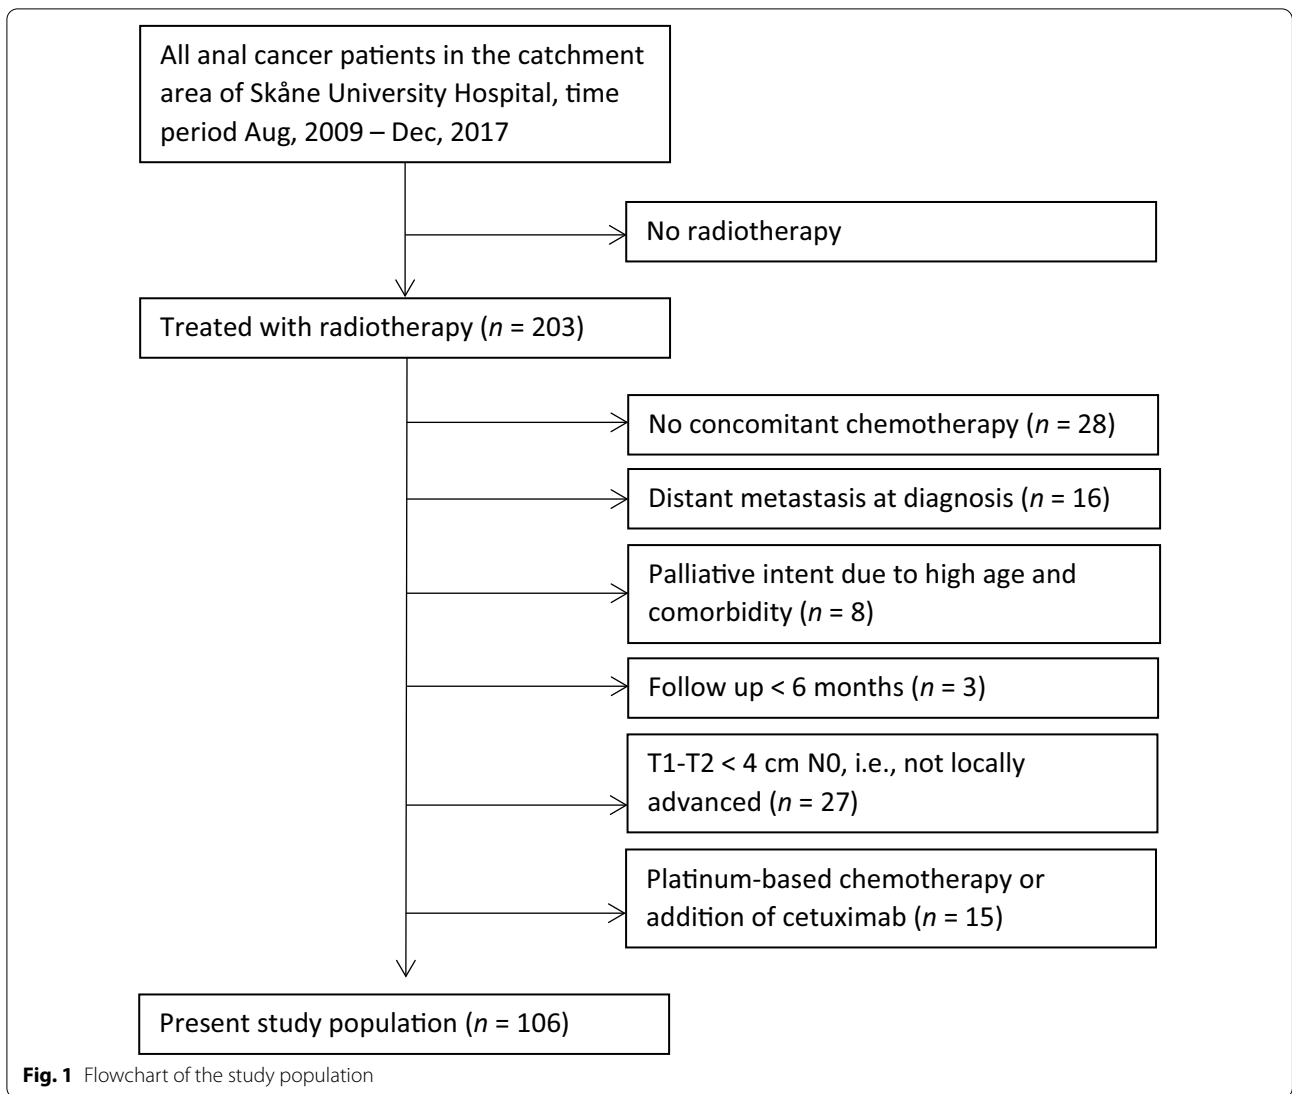 All anal cancer patients in the catchment
area of Skåne University Hospital, time
period Aug, 2009 – Dec, 2017
No radiotherapy
Treated with radiotherapy (n = 203)
No concomitant chemotherapy (n = 28)
Distant metastasis at diagnosis (n = 16)
Palliative intent due to high age and
comorbidity (n = 8)
Follow up < 6 months (n = 3)
T1-T2 < 4 cm N0, i.e., not locally
advanced (n = 27)
Platinum-based chemotherapy or
addition of cetuximab (n = 15)
Present study population (n = 106)
Fig. 1 Flowchart of the study population